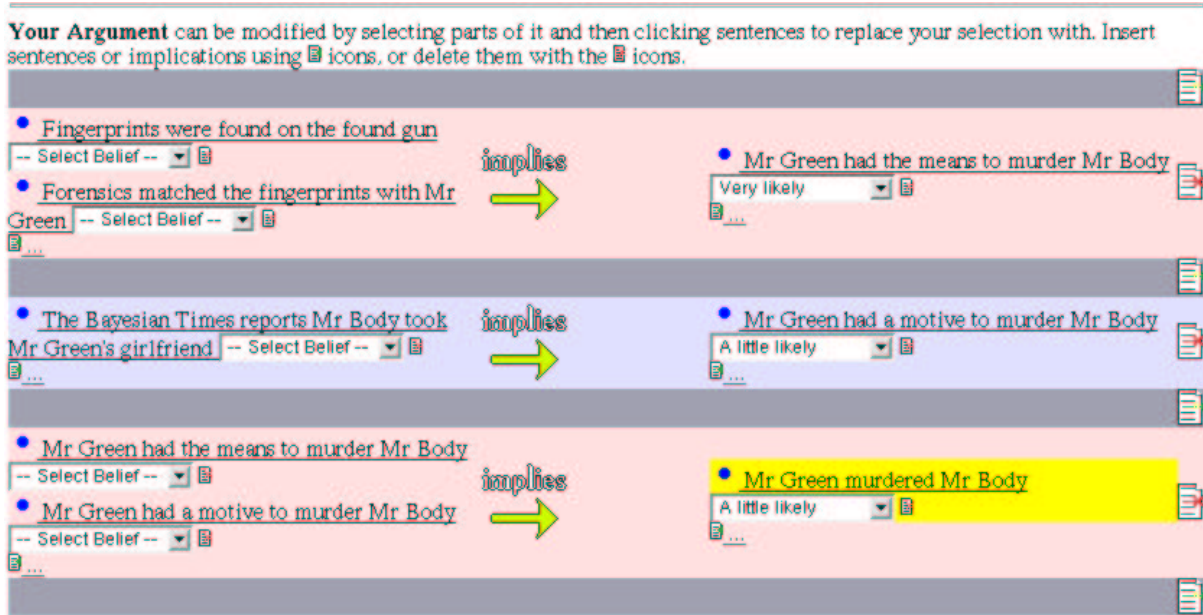 Your Argument can be modified by selecting parts of it and then clicking sentences to replace your selection with. Insert
sentences or implications using icons, or delete them with the icons.
Fingerprints were found on the found gun
-- Select Belief --
Forensics matched the fingerprints with Mr
Green -- Select Belief --
...
implies
Mr Green had the means to murder Mr Body
Very likely
...
The Bayesian Times reports Mr Body took
Mr Green's girlfriend -- Select Belief --
...
implies
Mr Green had a motive to murder Mr Body
A little likely
...
Mr Green had the means to murder Mr Body
-- Select Belief --
Mr Green had a motive to murder Mr Body
-- Select Belief --
...
implies
Mr Green murdered Mr Body
A little likely
...